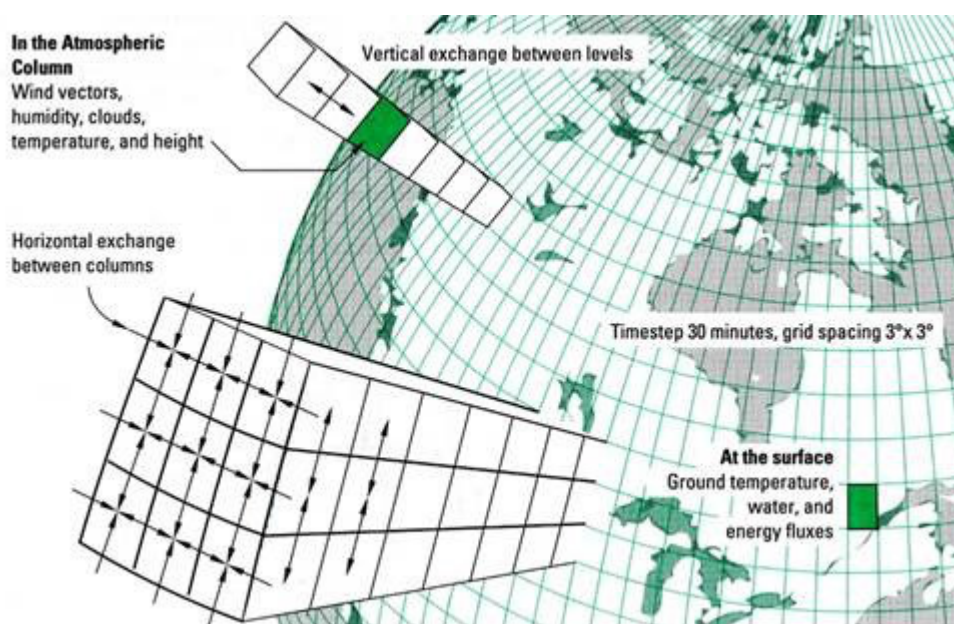 In the Atmospheric
Column
Wind vectors,
humidity, clouds,
temperature, and height
Vertical exchange between levels
Horizontal exchange
between columns
Timestep 30 minutes, grid spacing 3°x 3°
At the surface
Ground temperature,
water, and
energy fluxes